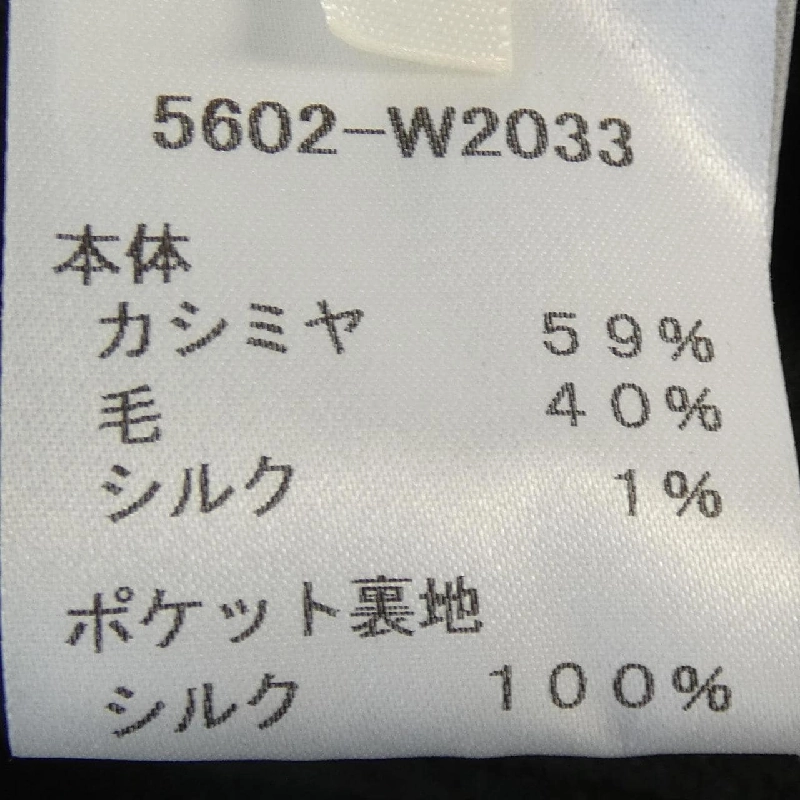 5602-W2033
本体
カシミヤ 59%
毛 40%
シルク 1%
ポケット裏地
シルク 100%